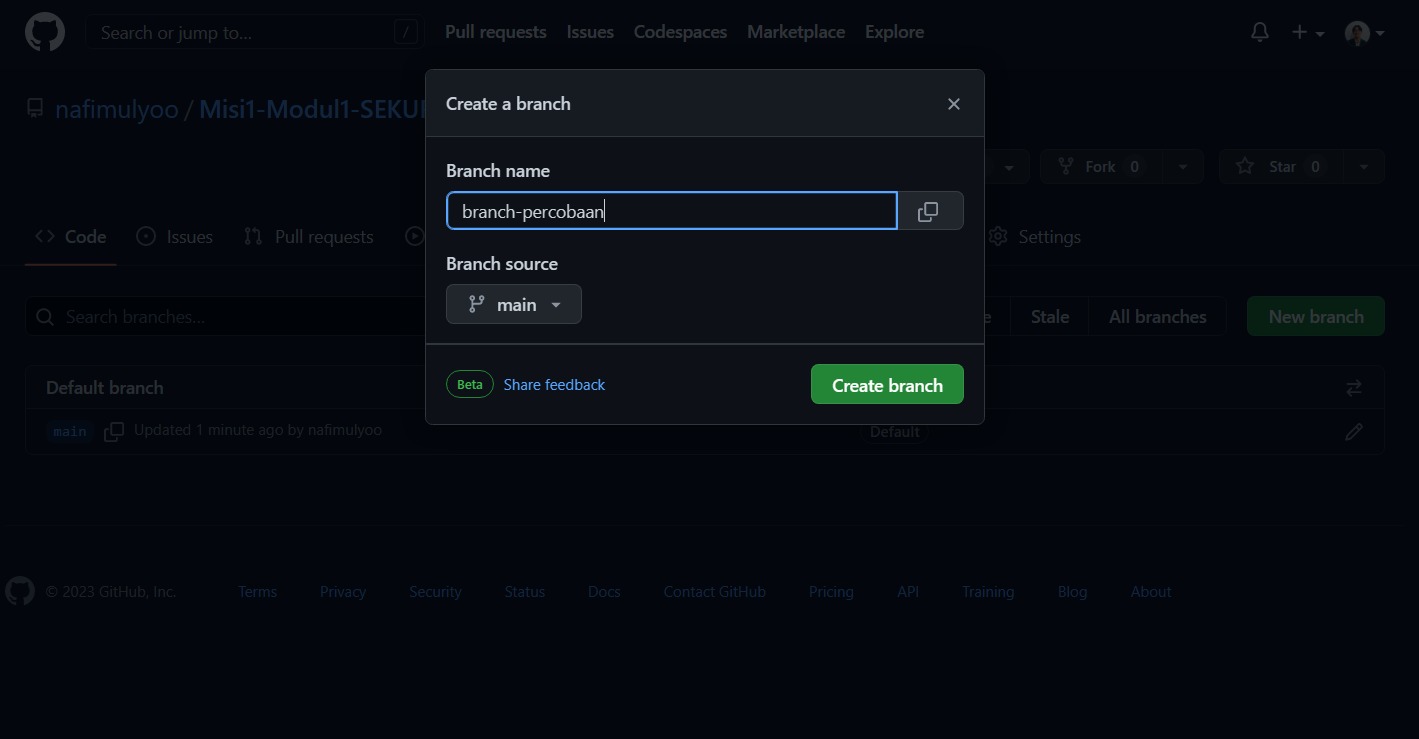 Search or jump to... / Pull requests Issues Codespaces Marketplace Explore
nafimulyoo / Misi1-Modul1-SEKU
Fork 0 Star 0
Code Issues Pull requests Settings
Search branches... Stale All branches New branch
Default branch
main Updated 1 minute ago by nafimulyoo Default
Create a branch
Branch name
branch-percobaan
Branch source
main
Beta Share feedback Create branch
© 2023 GitHub, Inc. Terms Privacy Security Status Docs Contact GitHub Pricing API Training Blog About